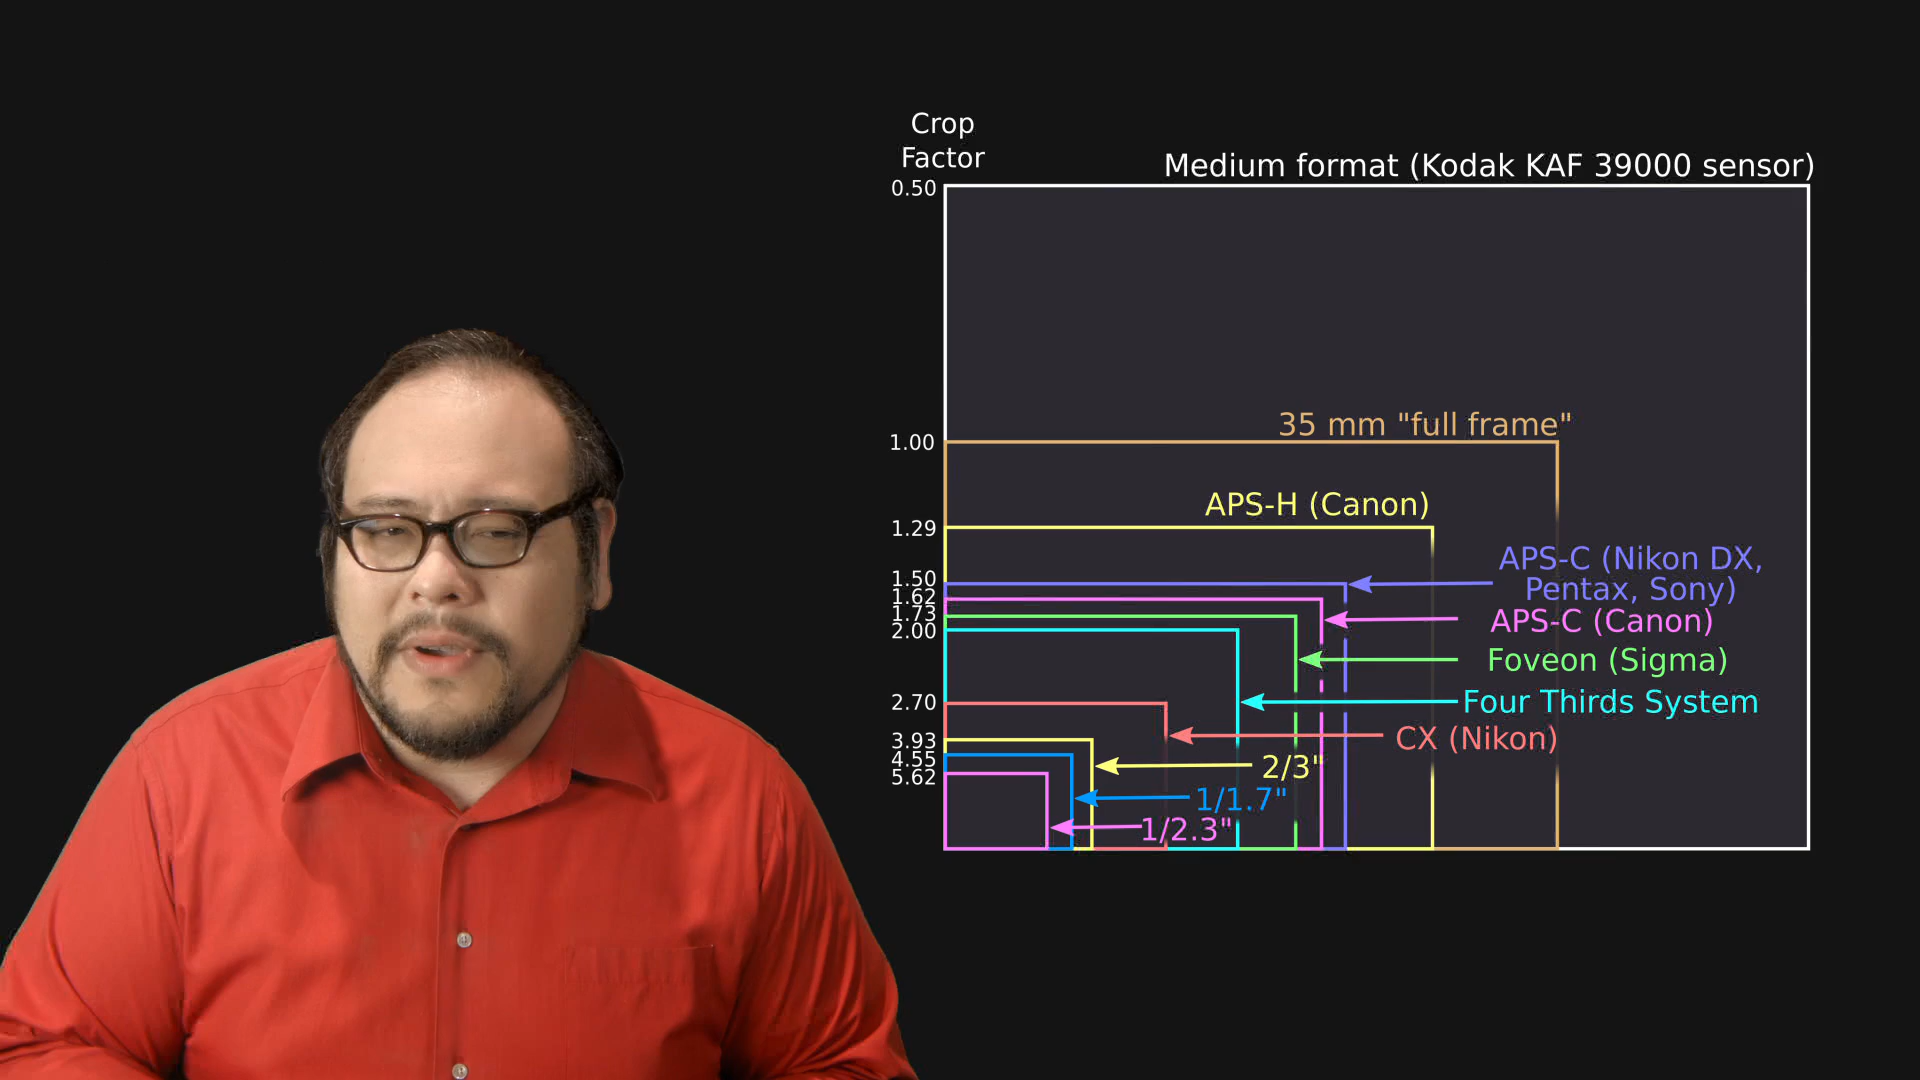 Crop
Factor
Medium format (Kodak KAF 39000 sensor)
0.50
35 mm "full frame"
1.00
APS-H (Canon)
1.29
APS-C (Nikon DX,
Pentax, Sony)
1.50
1.62
APS-C (Canon)
1.73
2.00
Foveon (Sigma)
Four Thirds System
2.70
CX (Nikon)
3.93
2/3"
4.55
5.62
1/1.7"
1/2.3"